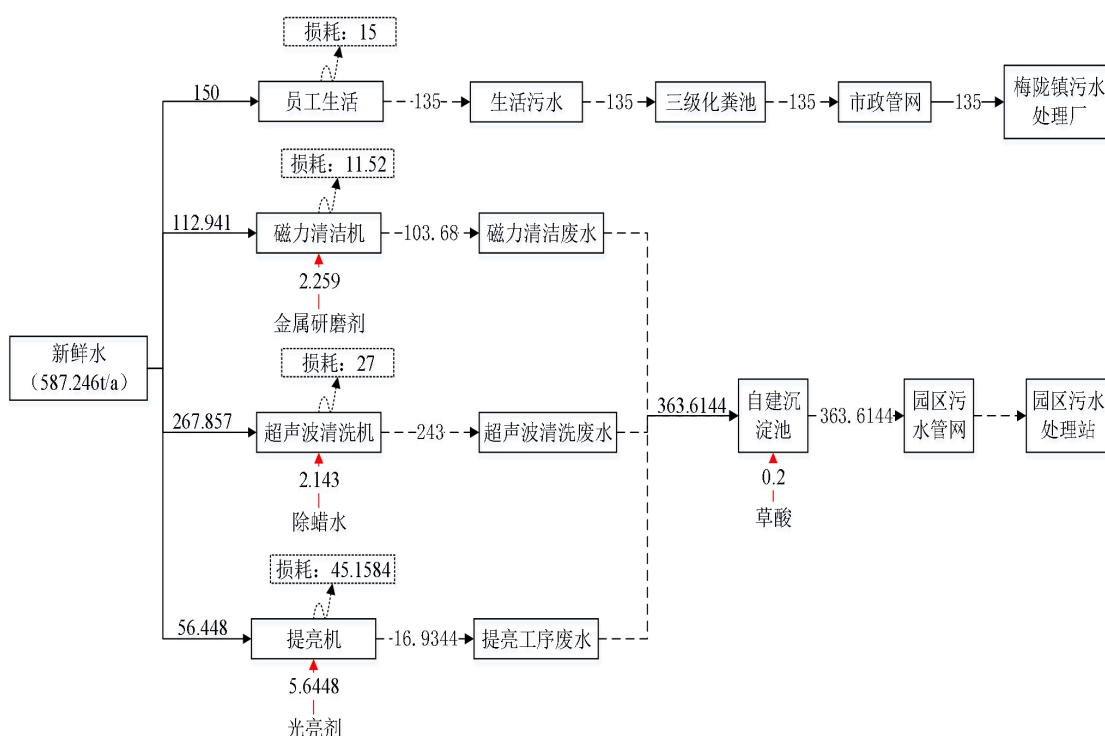 损耗：15
150
员工生活
135
生活污水
135
三级化粪池
135
市政管网
135
梅陇镇污水
处理厂
损耗：11.52
112.941
磁力清洁机
103.68
磁力清洁废水
2.259
金属研磨剂
新鲜水
（587.246t/a）
损耗：27
267.857
超声波清洗机
243
超声波清洗废水
363.6144
自建沉
淀池
363.6144
园区污
水管网
园区污水
处理站
2.143
除蜡水
0.2
草酸
损耗：45.1584
56.448
提亮机
16.9344
提亮工序废水
5.6448
光亮剂